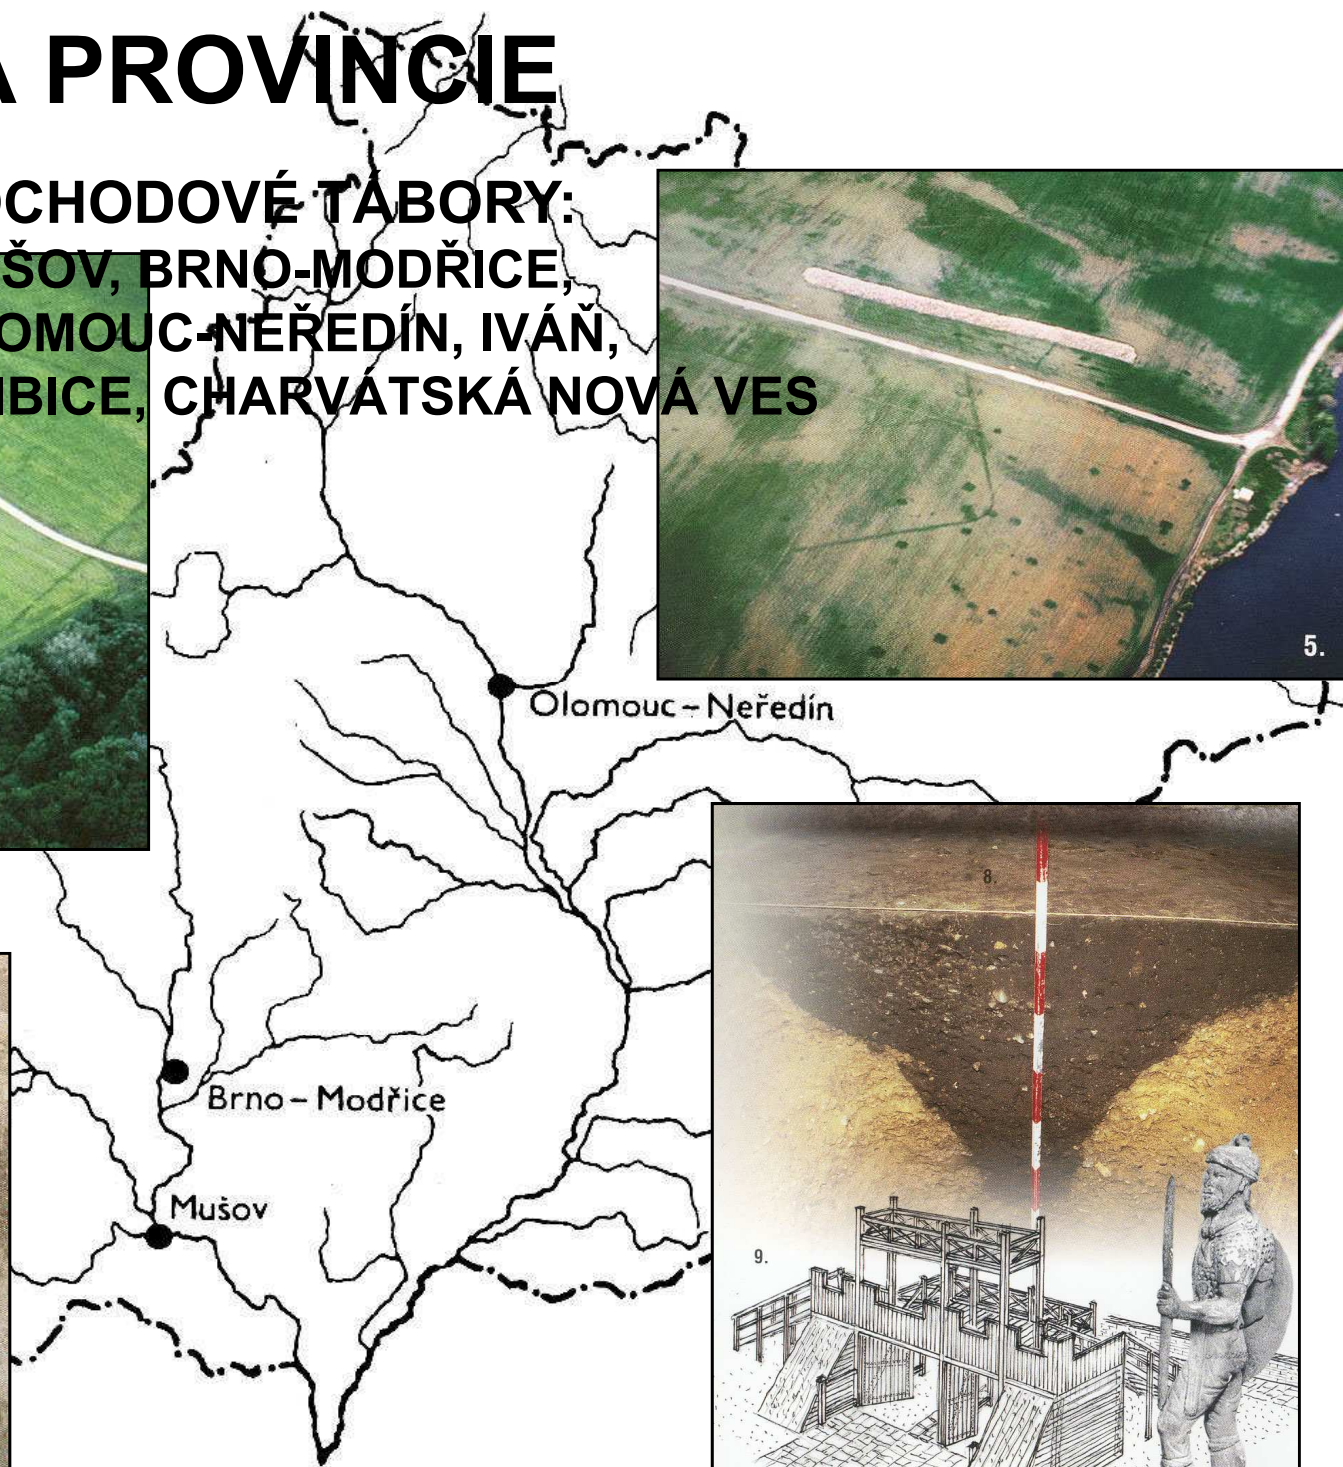 A PROVINCIE
OCHODOVÉ TÁBORY:
ŠOV, BRNO-MODŘICE,
OMOUC-NEŘEDÍN, IVÁŇ,
IBICE, CHARVÁTSKÁ NOVÁ VES
5.
Olomouc – Neředín
8.
Brno – Modřice
Mušov
9.